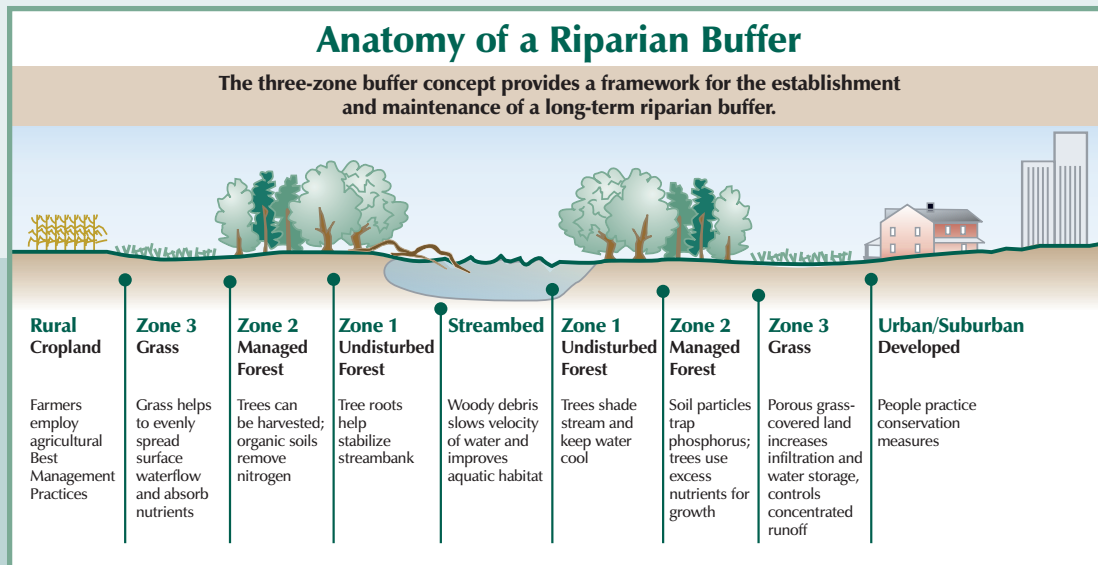 Anatomy of a Riparian Buffer
The three-zone buffer concept provides a framework for the establishment
and maintenance of a long-term riparian buffer.
Rural
Cropland
Farmers
employ
agricultural
Best
Management
Practices
Zone 3
Grass
Grass helps
to evenly
spread
surface
waterflow
and absorb
nutrients
Zone 2
Managed
Forest
Trees can
be harvested;
organic soils
remove
nitrogen
Zone 1
Undisturbed
Forest
Tree roots
help
stabilize
streambank
Streambed
Woody debris
slows velocity
of water and
improves
aquatic habitat
Zone 1
Undisturbed
Forest
Trees shade
stream and
keep water
cool
Zone 2
Managed
Forest
Soil particles
trap
phosphorus;
trees use
excess
nutrients for
growth
Zone 3
Grass
Porous grass-
covered land
increases
infiltration and
water storage,
controls
concentrated
runoff
Urban/Suburban
Developed
People practice
conservation
measures